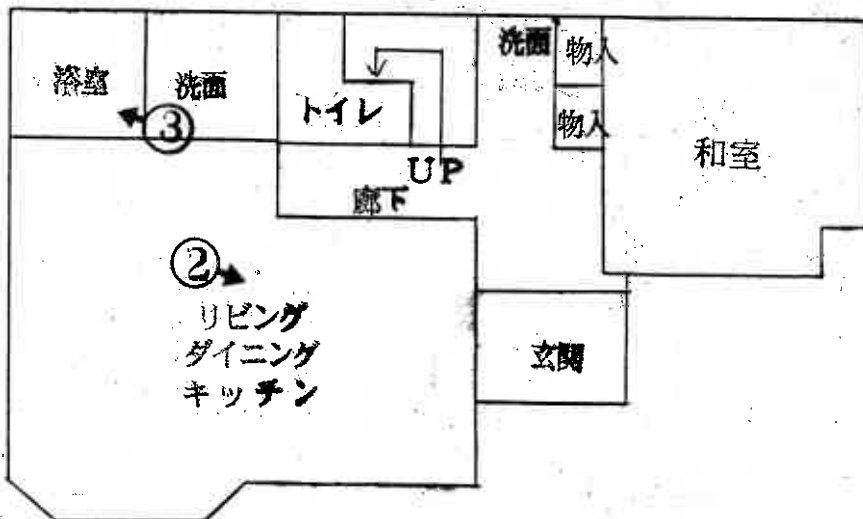 浴室
洗面
トイレ
洗面
物入
物入
和室
③
UP
廊下
②
リビング
ダイニング
キッチン
玄関